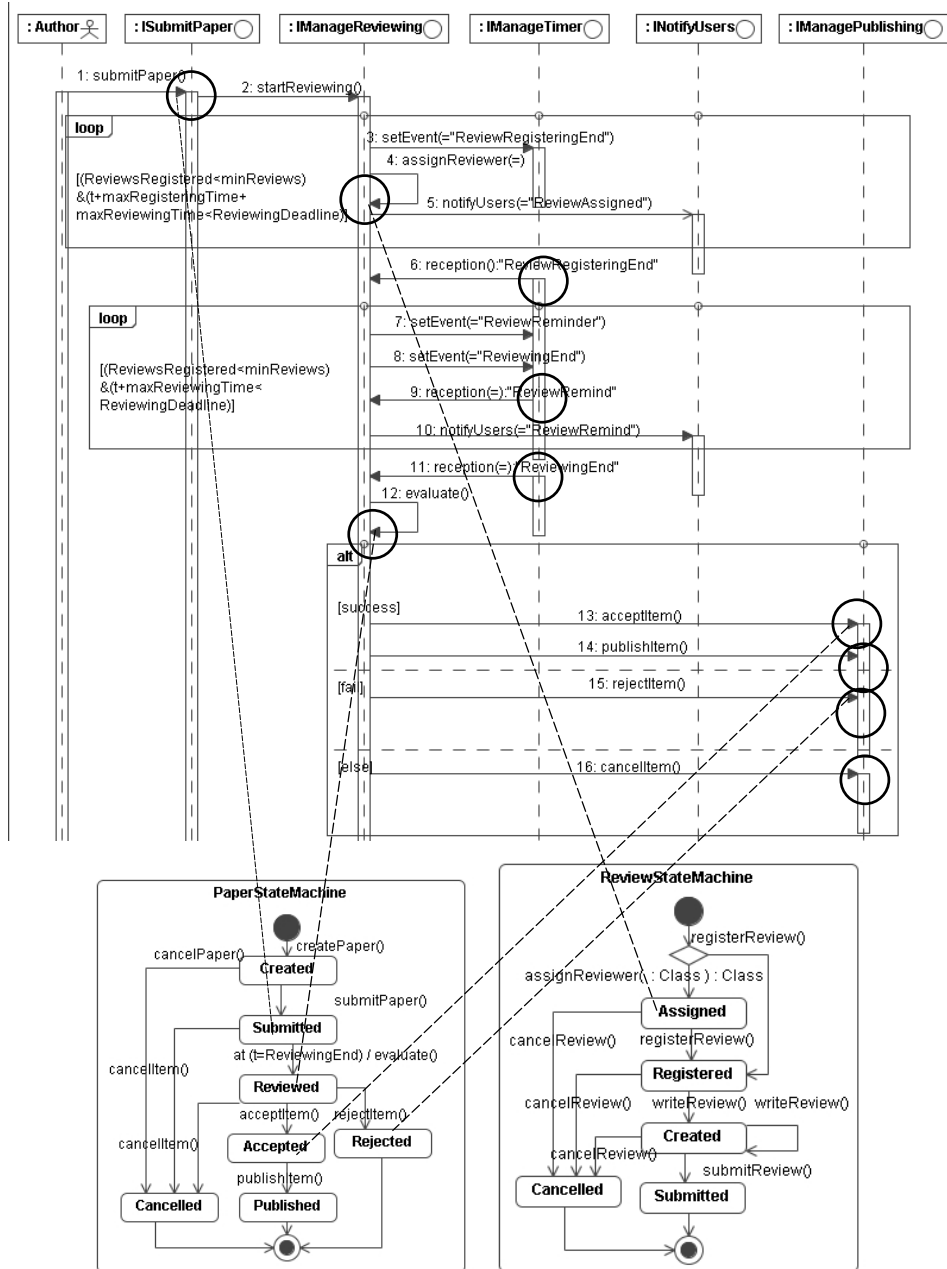 : Author
: ISubmitPaper
: IManageReviewing
: IManageTimer
: INotifyUsers
: IManagePublishing
1: submitPaper()
2: startReviewing()
loop
3: setEvent(="ReviewRegisteringEnd")
4: assignReviewer(=)
[(ReviewsRegistered<minReviews)
&(t+maxRegisteringTime+
maxReviewingTime<ReviewingDeadline)]
5: notifyUsers(="ReviewAssigned")
6: reception():"ReviewRegisteringEnd"
loop
7: setEvent(="ReviewReminder")
8: setEvent(="ReviewingEnd")
[(ReviewsRegistered<minReviews)
&(t+maxReviewingTime<
ReviewingDeadline)]
9: reception(=):"ReviewRemind"
10: notifyUsers(="ReviewRemind")
11: reception(=):"ReviewingEnd"
12: evaluate()
alt
[success]
13: acceptItem()
14: publishItem()
[fail]
15: rejectItem()
[else]
16: cancelItem()
PaperStateMachine
createPaper()
cancelPaper()
Created
submitPaper()
Submitted
at (t=ReviewingEnd) / evaluate()
cancelItem()
Reviewed
acceptItem()
rejectItem()
cancelItem()
Accepted
Rejected
publishItem()
Cancelled
Published
ReviewStateMachine
registerReview()
assignReviewer( : Class ) : Class
Assigned
cancelReview()
registerReview()
Registered
cancelReview()
writeReview()
writeReview()
Created
cancelReview()
submitReview()
Cancelled
Submitted